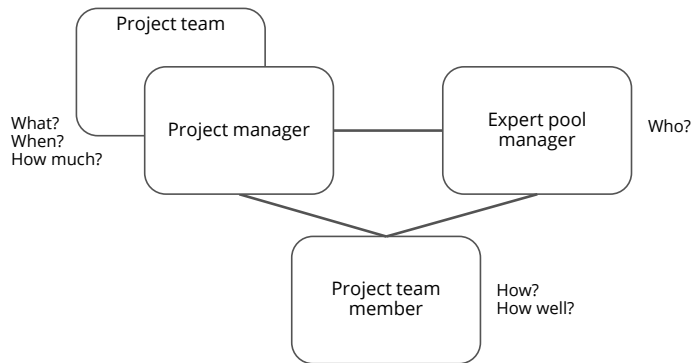 Project team
What?
When?
How much?
Project manager
Expert pool
manager
Who?
Project team
member
How?
How well?